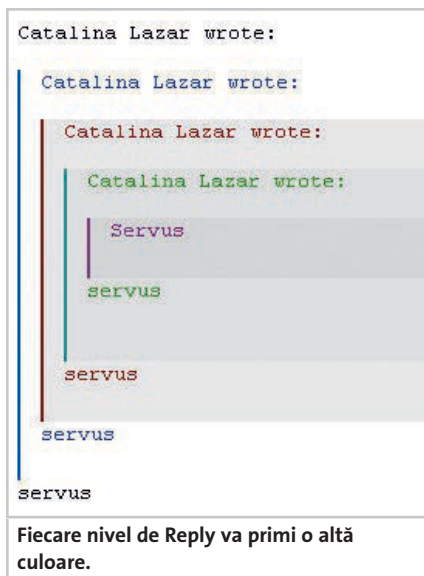 Catalina Lazar wrote:
Catalina Lazar wrote:
Catalina Lazar wrote:
Catalina Lazar wrote:
Servus
servus
servus
servus
servus
Fiecare nivel de Reply va primi o altă
culoare.